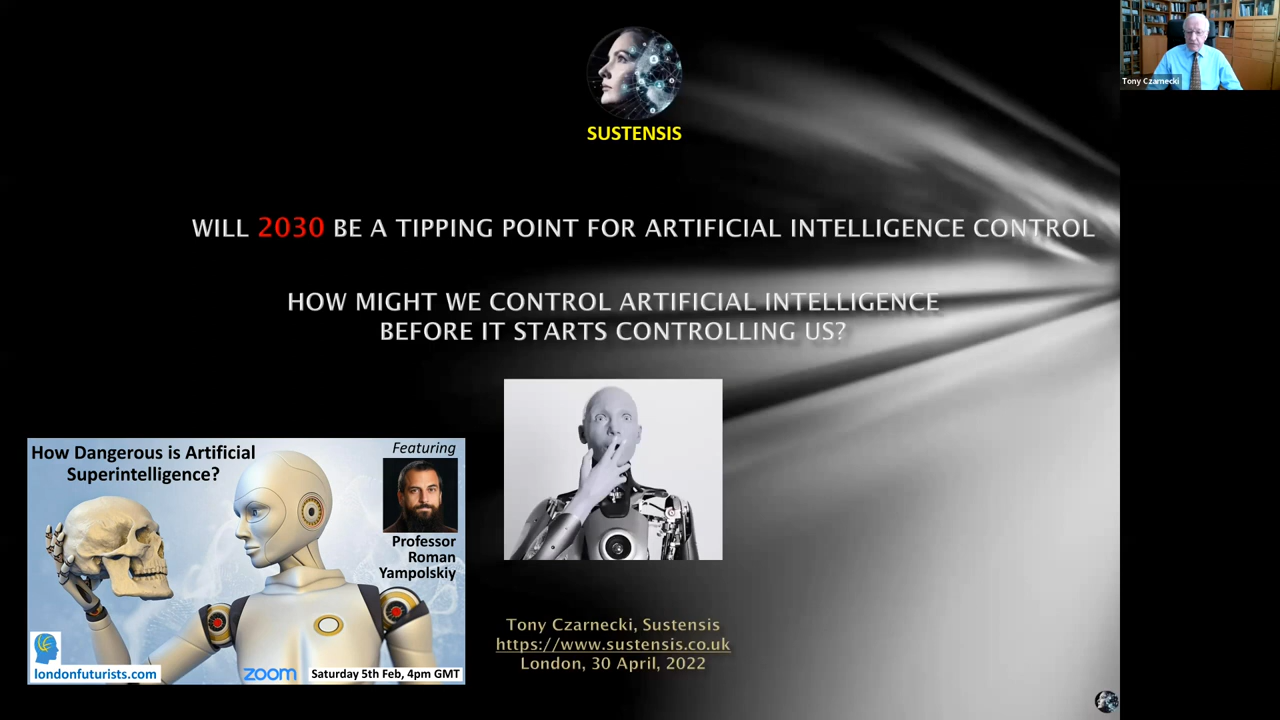 SUSTENSIS
Tony Czarnecki
WILL 2030 BE A TIPPING POINT FOR ARTIFICIAL INTELLIGENCE CONTROL
HOW MIGHT WE CONTROL ARTIFICIAL INTELLIGENCE
BEFORE IT STARTS CONTROLLING US?
How Dangerous is Artificial
Superintelligence?
Featuring
Professor
Roman
Yampolskiy
londonfuturists.com
zoom
Saturday 5th Feb, 4pm GMT
Tony Czarnecki, Sustensis
https://www.sustensis.co.uk
London, 30 April, 2022